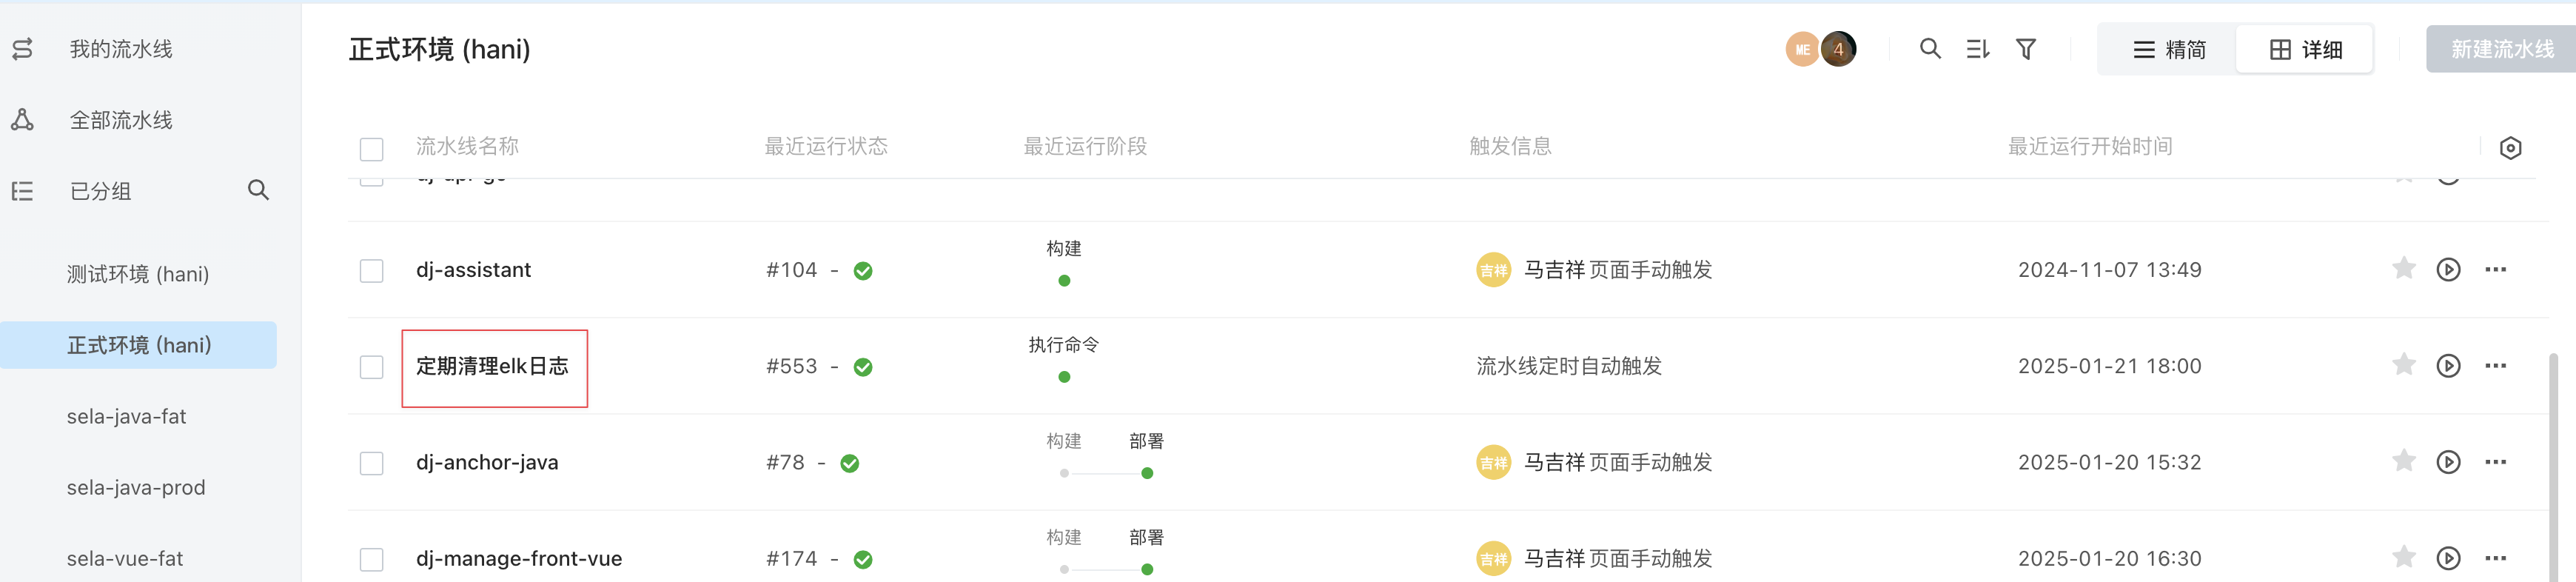 我的流水线
全部流水线
已分组
测试环境 (hani)
正式环境 (hani)
sela-java-fat
sela-java-prod
sela-vue-fat
正式环境 (hani)
ME
4
精简
详细
新建流水线
流水线名称
最近运行状态
最近运行阶段
触发信息
最近运行开始时间
dj-assistant
#104 -
构建
吉祥
马吉祥 页面手动触发
2024-11-07 13:49
定期清理elk日志
#553 -
执行命令
流水线定时自动触发
2025-01-21 18:00
dj-anchor-java
#78 -
构建 部署
吉祥
马吉祥 页面手动触发
2025-01-20 15:32
dj-manage-front-vue
#174 -
构建 部署
吉祥
马吉祥 页面手动触发
2025-01-20 16:30